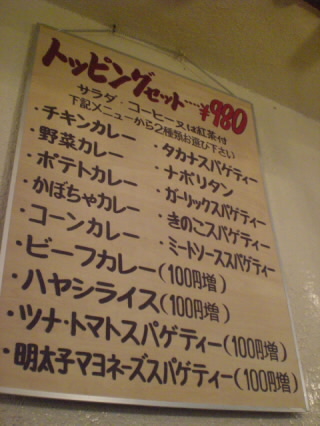 トッピングセット…¥980
サラダ・コーヒー又は紅茶付
下記メニューから2種類お選び下さい
・チキンカレー
・野菜カレー
・ポテトカレー
・かぼちゃカレー
・コーンカレー
・タカナスパゲティー
・ナポリタン
・ガーリックスパゲティー
・きのこスパゲティー
・ミートソーススパゲティー
・ビーフカレー(100円増)
・ハヤシライス(100円増)
・ツナ・トマトスパゲティー(100円増)
・明太子マヨネーズスパゲティー(100円増)